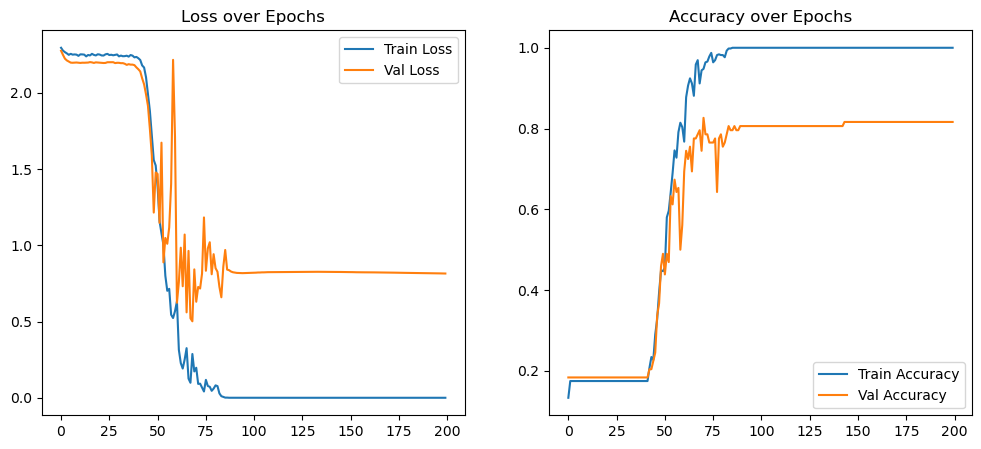 Loss over Epochs
Train Loss
Val Loss
2.0
1.5
1.0
0.5
0.0
0 25 50 75 100 125 150 175 200
Accuracy over Epochs
1.0
0.8
0.6
0.4
0.2
Train Accuracy
Val Accuracy
0 25 50 75 100 125 150 175 200